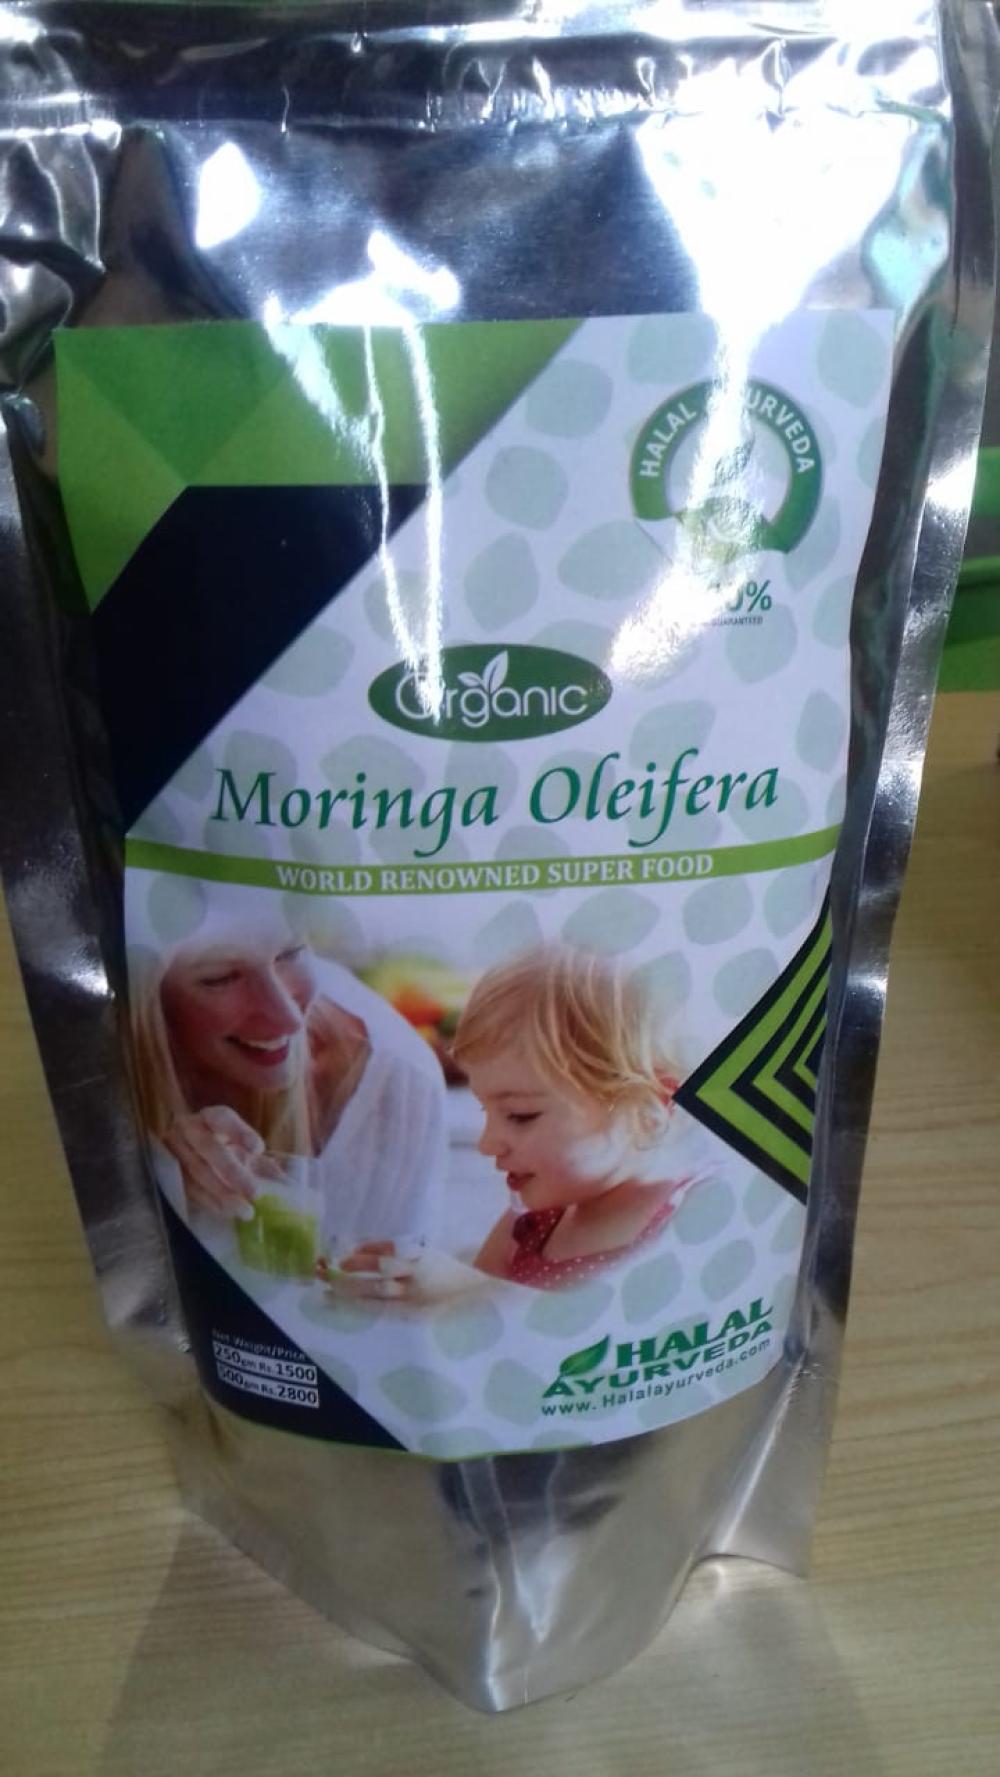 HALAL AYURVEDA
GUARANTEED
Organic
Moringa Oleifera
WORLD RENOWNED SUPER FOOD
Net Weight/Price
250gm Rs.1500
500gm Rs.2800
HALAL
AYURVEDA
www.Halalayurveda.com